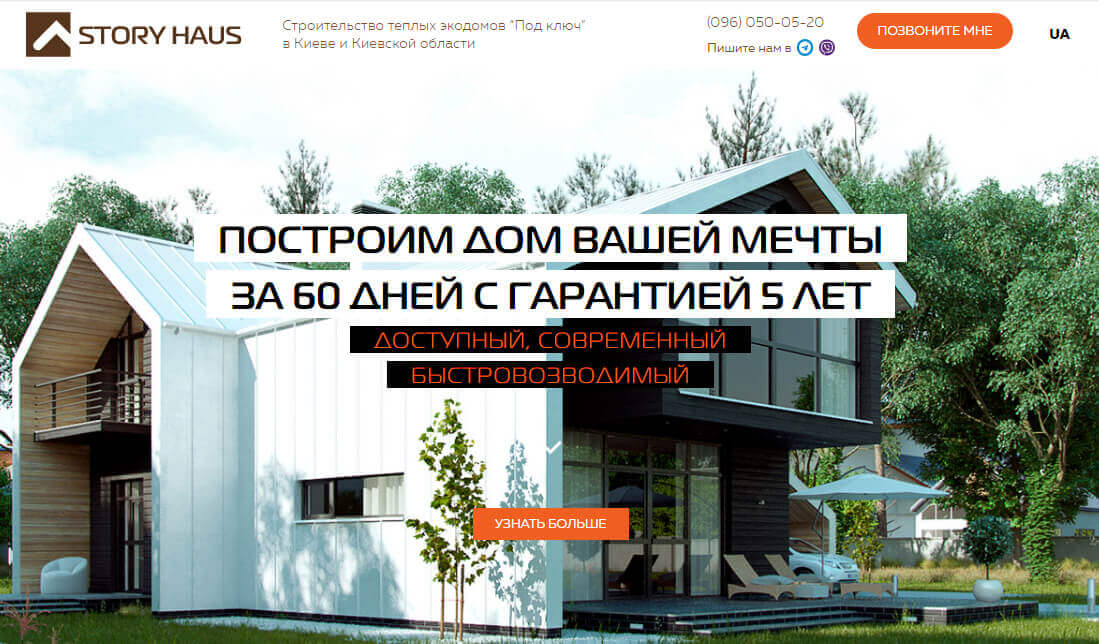 STORY HAUS
Строительство теплых экодомов "Под ключ"
в Киеве и Киевской области
(096) 050-05-20
Пишите нам в
ПОЗВОНИТЕ МНЕ
UA
ПОСТРОИМ ДОМ ВАШЕЙ МЕЧТЫ
ЗА 60 ДНЕЙ С ГАРАНТИЕЙ 5 ЛЕТ
ДОСТУПНЫЙ, СОВРЕМЕННЫЙ
БЫСТРОВОЗВОДИМЫЙ
УЗНАТЬ БОЛЬШЕ